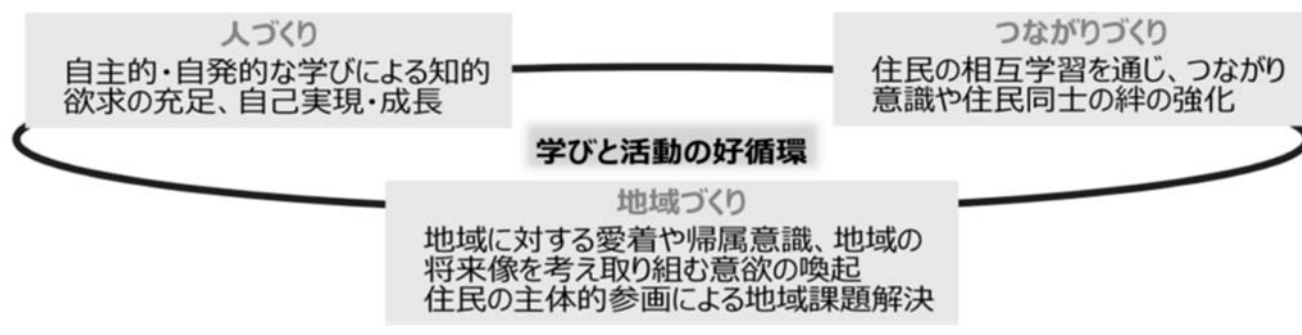 人づくり
自主的・自発的な学びによる知的
欲求の充足、自己実現・成長
つながりづくり
住民の相互学習を通じ、つながり
意識や住民同士の絆の強化
学びと活動の好循環
地域づくり
地域に対する愛着や帰属意識、地域の
将来像を考え取り組む意欲の喚起
住民の主体的参画による地域課題解決